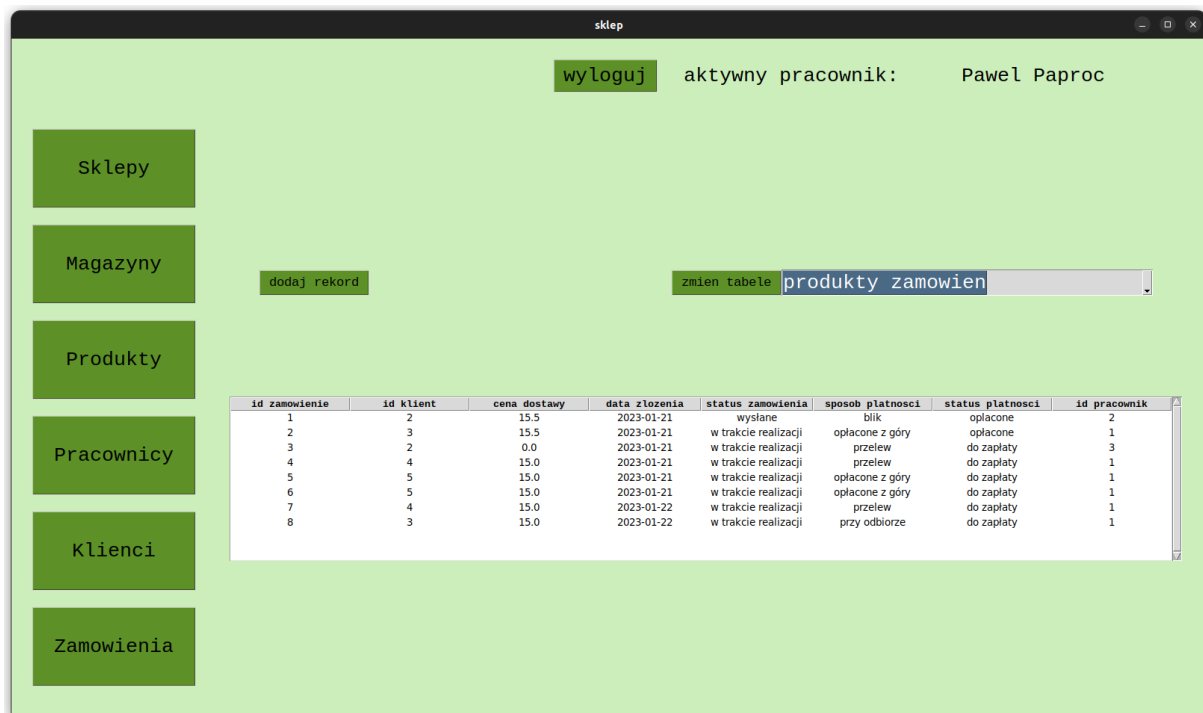 sklep
wyloguj aktywny pracownik: Pawel Paproc
Sklepy
Magazyny
dodaj rekord zmien tabele produkty zamowien
Produkty
Pracownicy
Klienci
Zamowienia
id zamowienie id klient cena dostawy data zlozenia status zamowienia sposob platnosci status platnosci id pracownik
1 2 15.5 2023-01-21 wysłane blik oplacone 2
2 3 15.5 2023-01-21 w trakcie realizacji opłacone z góry opłacone 1
3 2 0.0 2023-01-21 w trakcie realizacji przelew do zapłaty 3
4 4 15.0 2023-01-21 w trakcie realizacji przelew do zapłaty 1
5 5 15.0 2023-01-21 w trakcie realizacji opłacone z góry do zapłaty 1
6 5 15.0 2023-01-21 w trakcie realizacji opłacone z góry do zapłaty 1
7 4 15.0 2023-01-22 w trakcie realizacji przelew do zapłaty 1
8 3 15.0 2023-01-22 w trakcie realizacji przy odbiorze do zapłaty 1